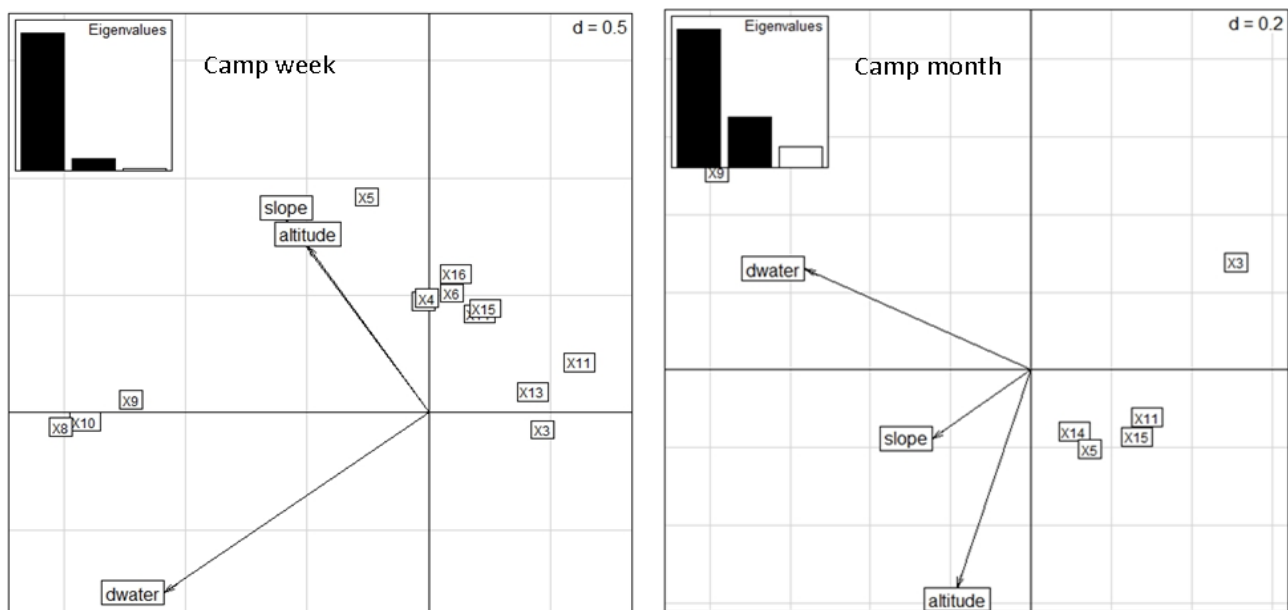 Eigenvalues
d = 0.5
Camp week
slope
X5
altitude
X16
X4
X6
X15
X11
X13
X9
X3
X8
X10
dwater
Eigenvalues
d = 0.2
Camp month
X9
X3
dwater
X11
X14
X15
slope
X5
altitude